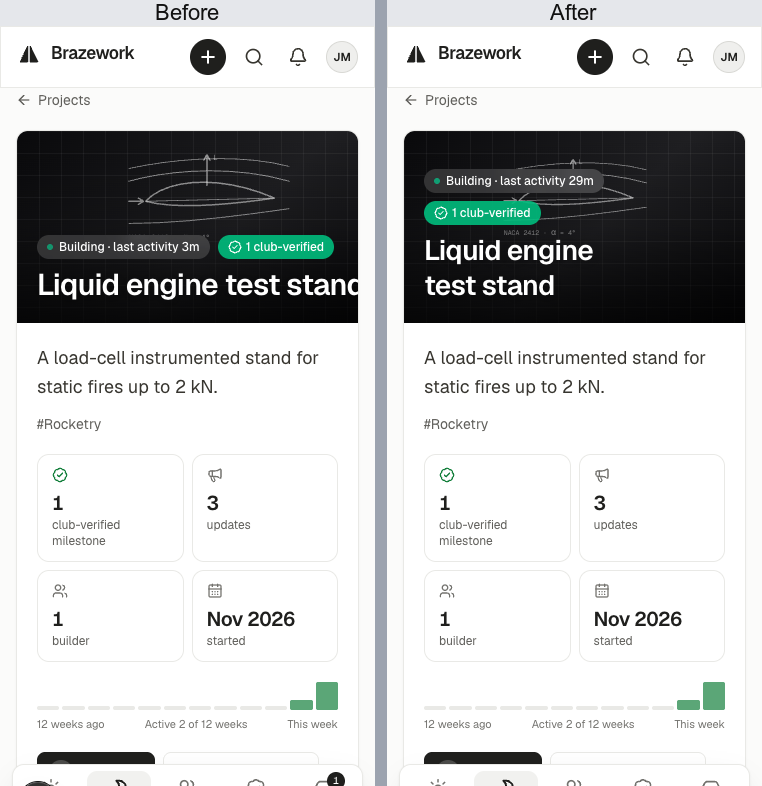 Before
Brazework
JM
Projects
L
Building · last activity 3m
1 club-verified
Liquid engine test stand
A load-cell instrumented stand for
static fires up to 2 kN.
#Rocketry
1
club-verified
milestone
3
updates
1
builder
Nov 2026
started
12 weeks ago
Active 2 of 12 weeks
This week
1
After
Brazework
JM
Projects
L
Building · last activity 29m
1 club-verified
NACA 2412 · α = 4°
Liquid engine
test stand
A load-cell instrumented stand for
static fires up to 2 kN.
#Rocketry
1
club-verified
milestone
3
updates
1
builder
Nov 2026
started
12 weeks ago
Active 2 of 12 weeks
This week